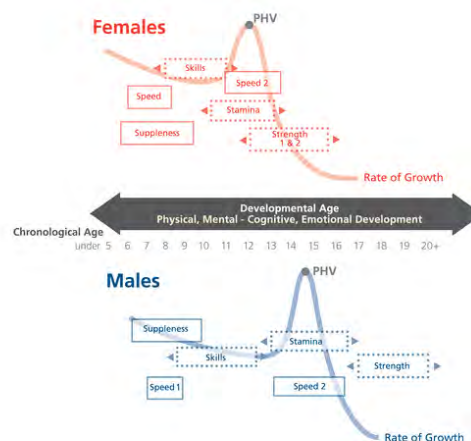 Females
PHV
Skills
Speed
Speed 2
Stamina
Suppleness
Strength
1 & 2
Rate of Growth
Developmental Age
Physical, Mental - Cognitive, Emotional Development
Chronological Age
under 5 6 7 8 9 10 11 12 13 14 15 16 17 18 19 20+
Males
PHV
Suppleness
Stamina
Skills
Strength
Speed 1
Speed 2
Rate of Growth